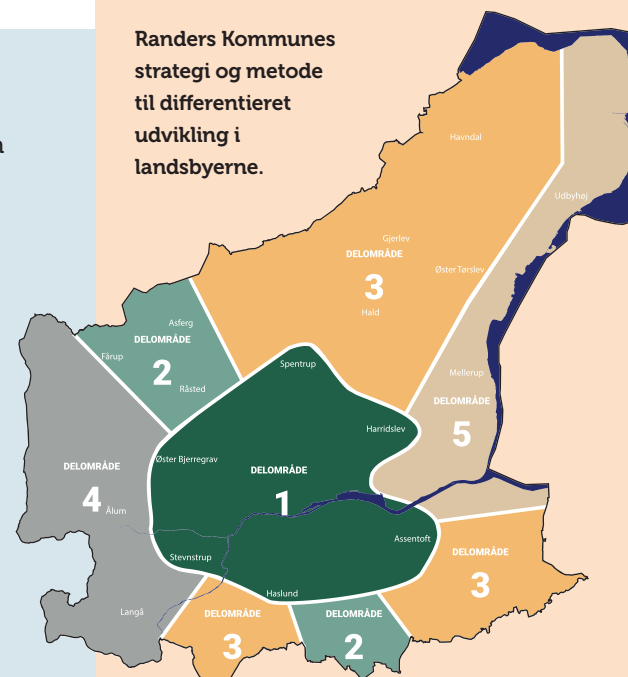 Randers Kommunes
strategi og metode
til differentieret
udvikling i
landsbyerne.
Havndal
Udbyhøj
Gjerlev
DELOMRÅDE
3
Øster Tørslev
Hald
Asferg
DELOMRÅDE
2
Fårup
Råsted
Spentrup
Mellerup
DELOMRÅDE
5
Harridslev
Øster Bjerregrav
DELOMRÅDE
1
DELOMRÅDE
4
Ålum
Assentoft
Stevnstrup
DELOMRÅDE
3
Haslund
Langå
DELOMRÅDE
3
DELOMRÅDE
2